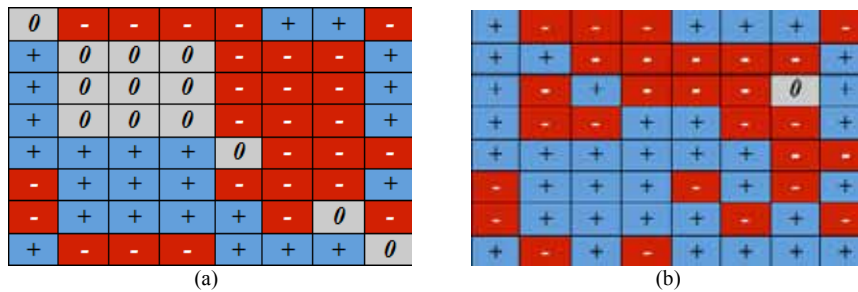 0 - - - - + + -
+ 0 0 0 - - - +
+ 0 0 0 - - - +
+ 0 0 0 - - - +
+ + + + 0 - - -
- + + + - - - +
- + + + + - 0 -
+ - - - + + + 0
(a)
+ - - - + + + -
+ + - - - - - +
+ - + - - - 0 +
+ - - + + - - +
+ + + + + + - -
- + + + - + - +
- + + + + - + -
+ - + - + + + +
(b)